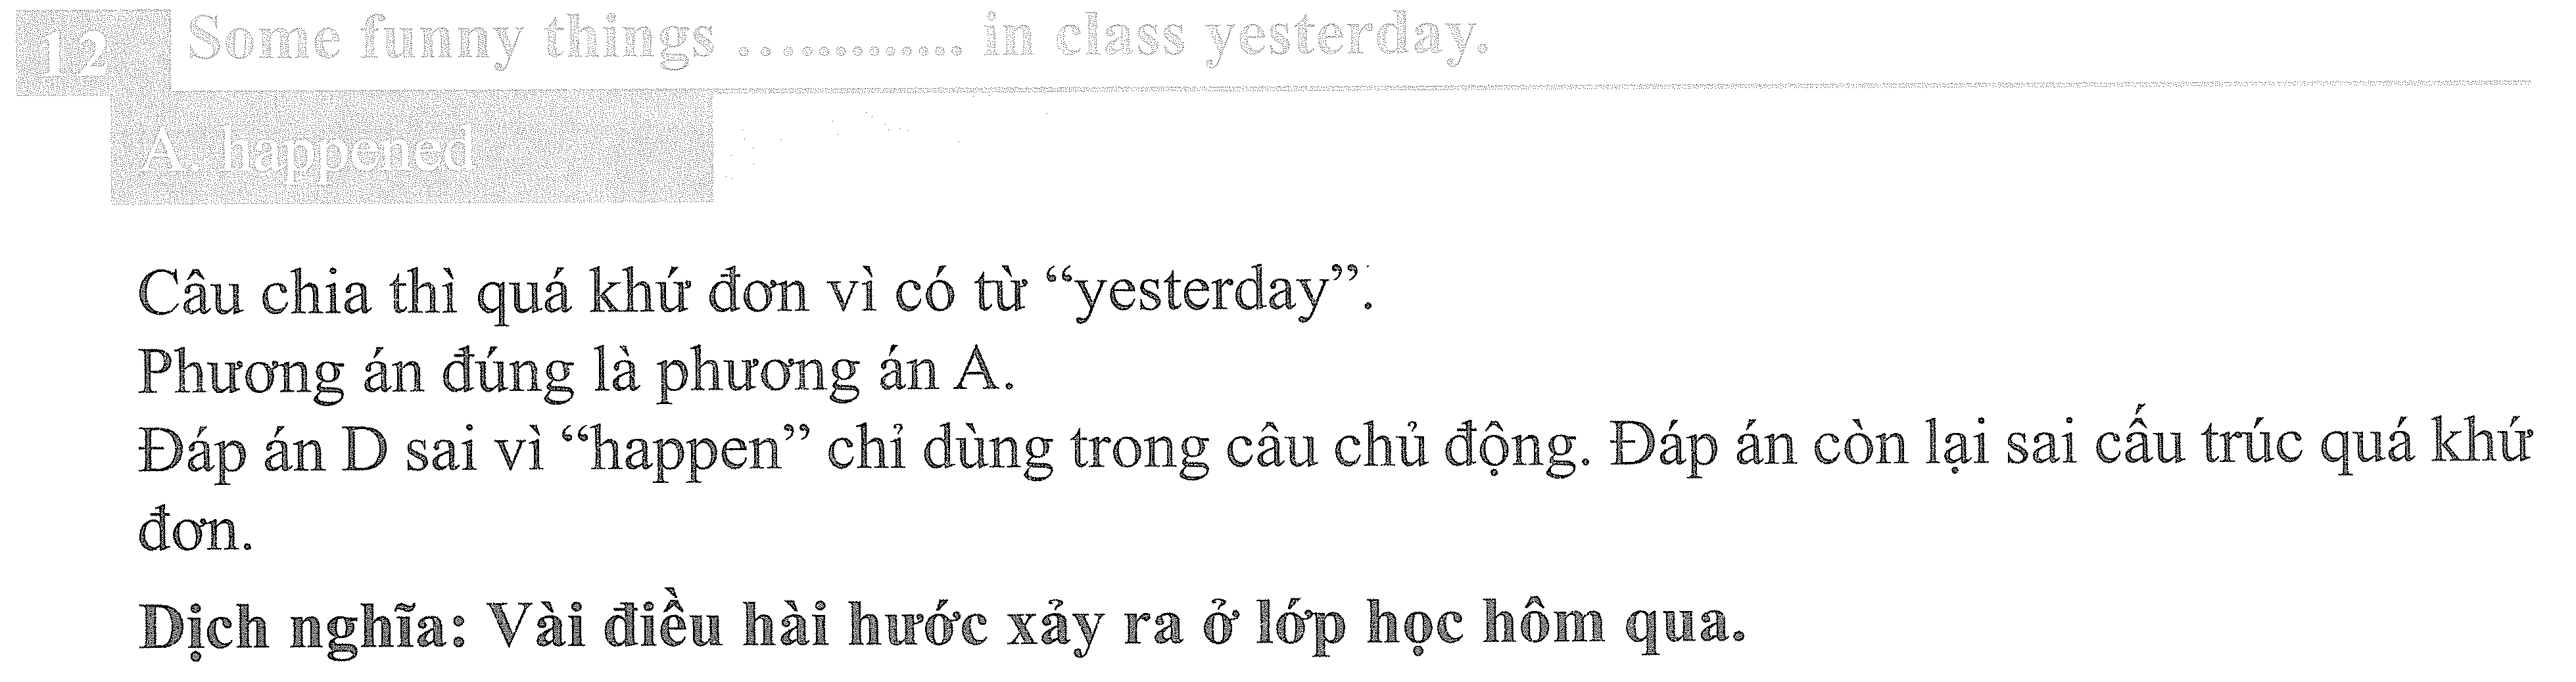 12 Some funny things ............. in class yesterday.
A. happened
Câu chia thì quá khứ đơn vì có từ “yesterday”.
Phương án đúng là phương án A.
Đáp án D sai vì “happen” chỉ dùng trong câu chủ động. Đáp án còn lại sai cấu trúc quá khứ
đơn.
Dịch nghĩa: Vài điều hài hước xảy ra ở lớp học hôm qua.